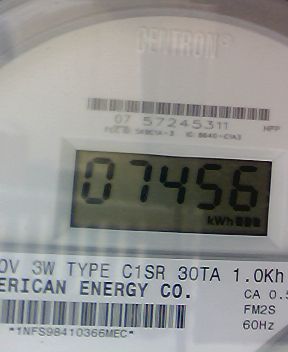 CELTRON®
07 57245311
07456
kWh
0V 3W TYPE C1SR 30TA 1.0Kh
ERICAN ENERGY CO.
CA 0.5
FM2S
60Hz
*1NFS98410366MEC*